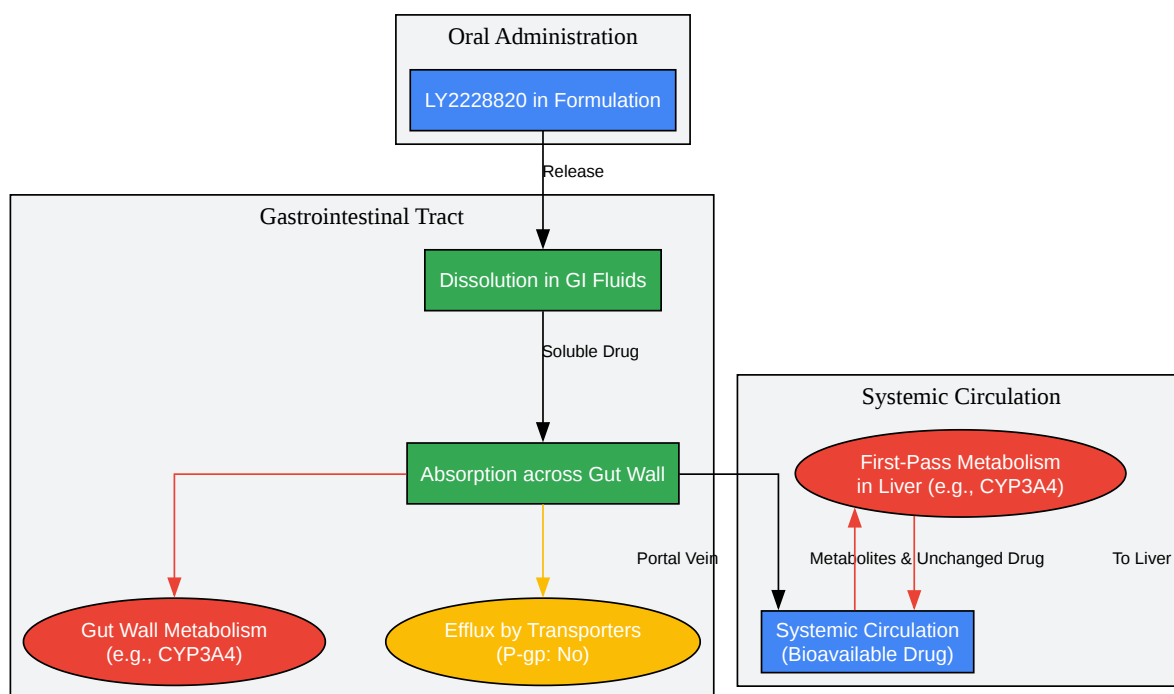 Oral Administration
LY2228820 in Formulation
Release
Gastrointestinal Tract
Dissolution in GI Fluids
Soluble Drug
Absorption across Gut Wall
Systemic Circulation
First-Pass Metabolism
in Liver (e.g., CYP3A4)
Portal Vein
Metabolites & Unchanged Drug
To Liver
Gut Wall Metabolism
(e.g., CYP3A4)
Efflux by Transporters
(P-gp: No)
Systemic Circulation
(Bioavailable Drug)